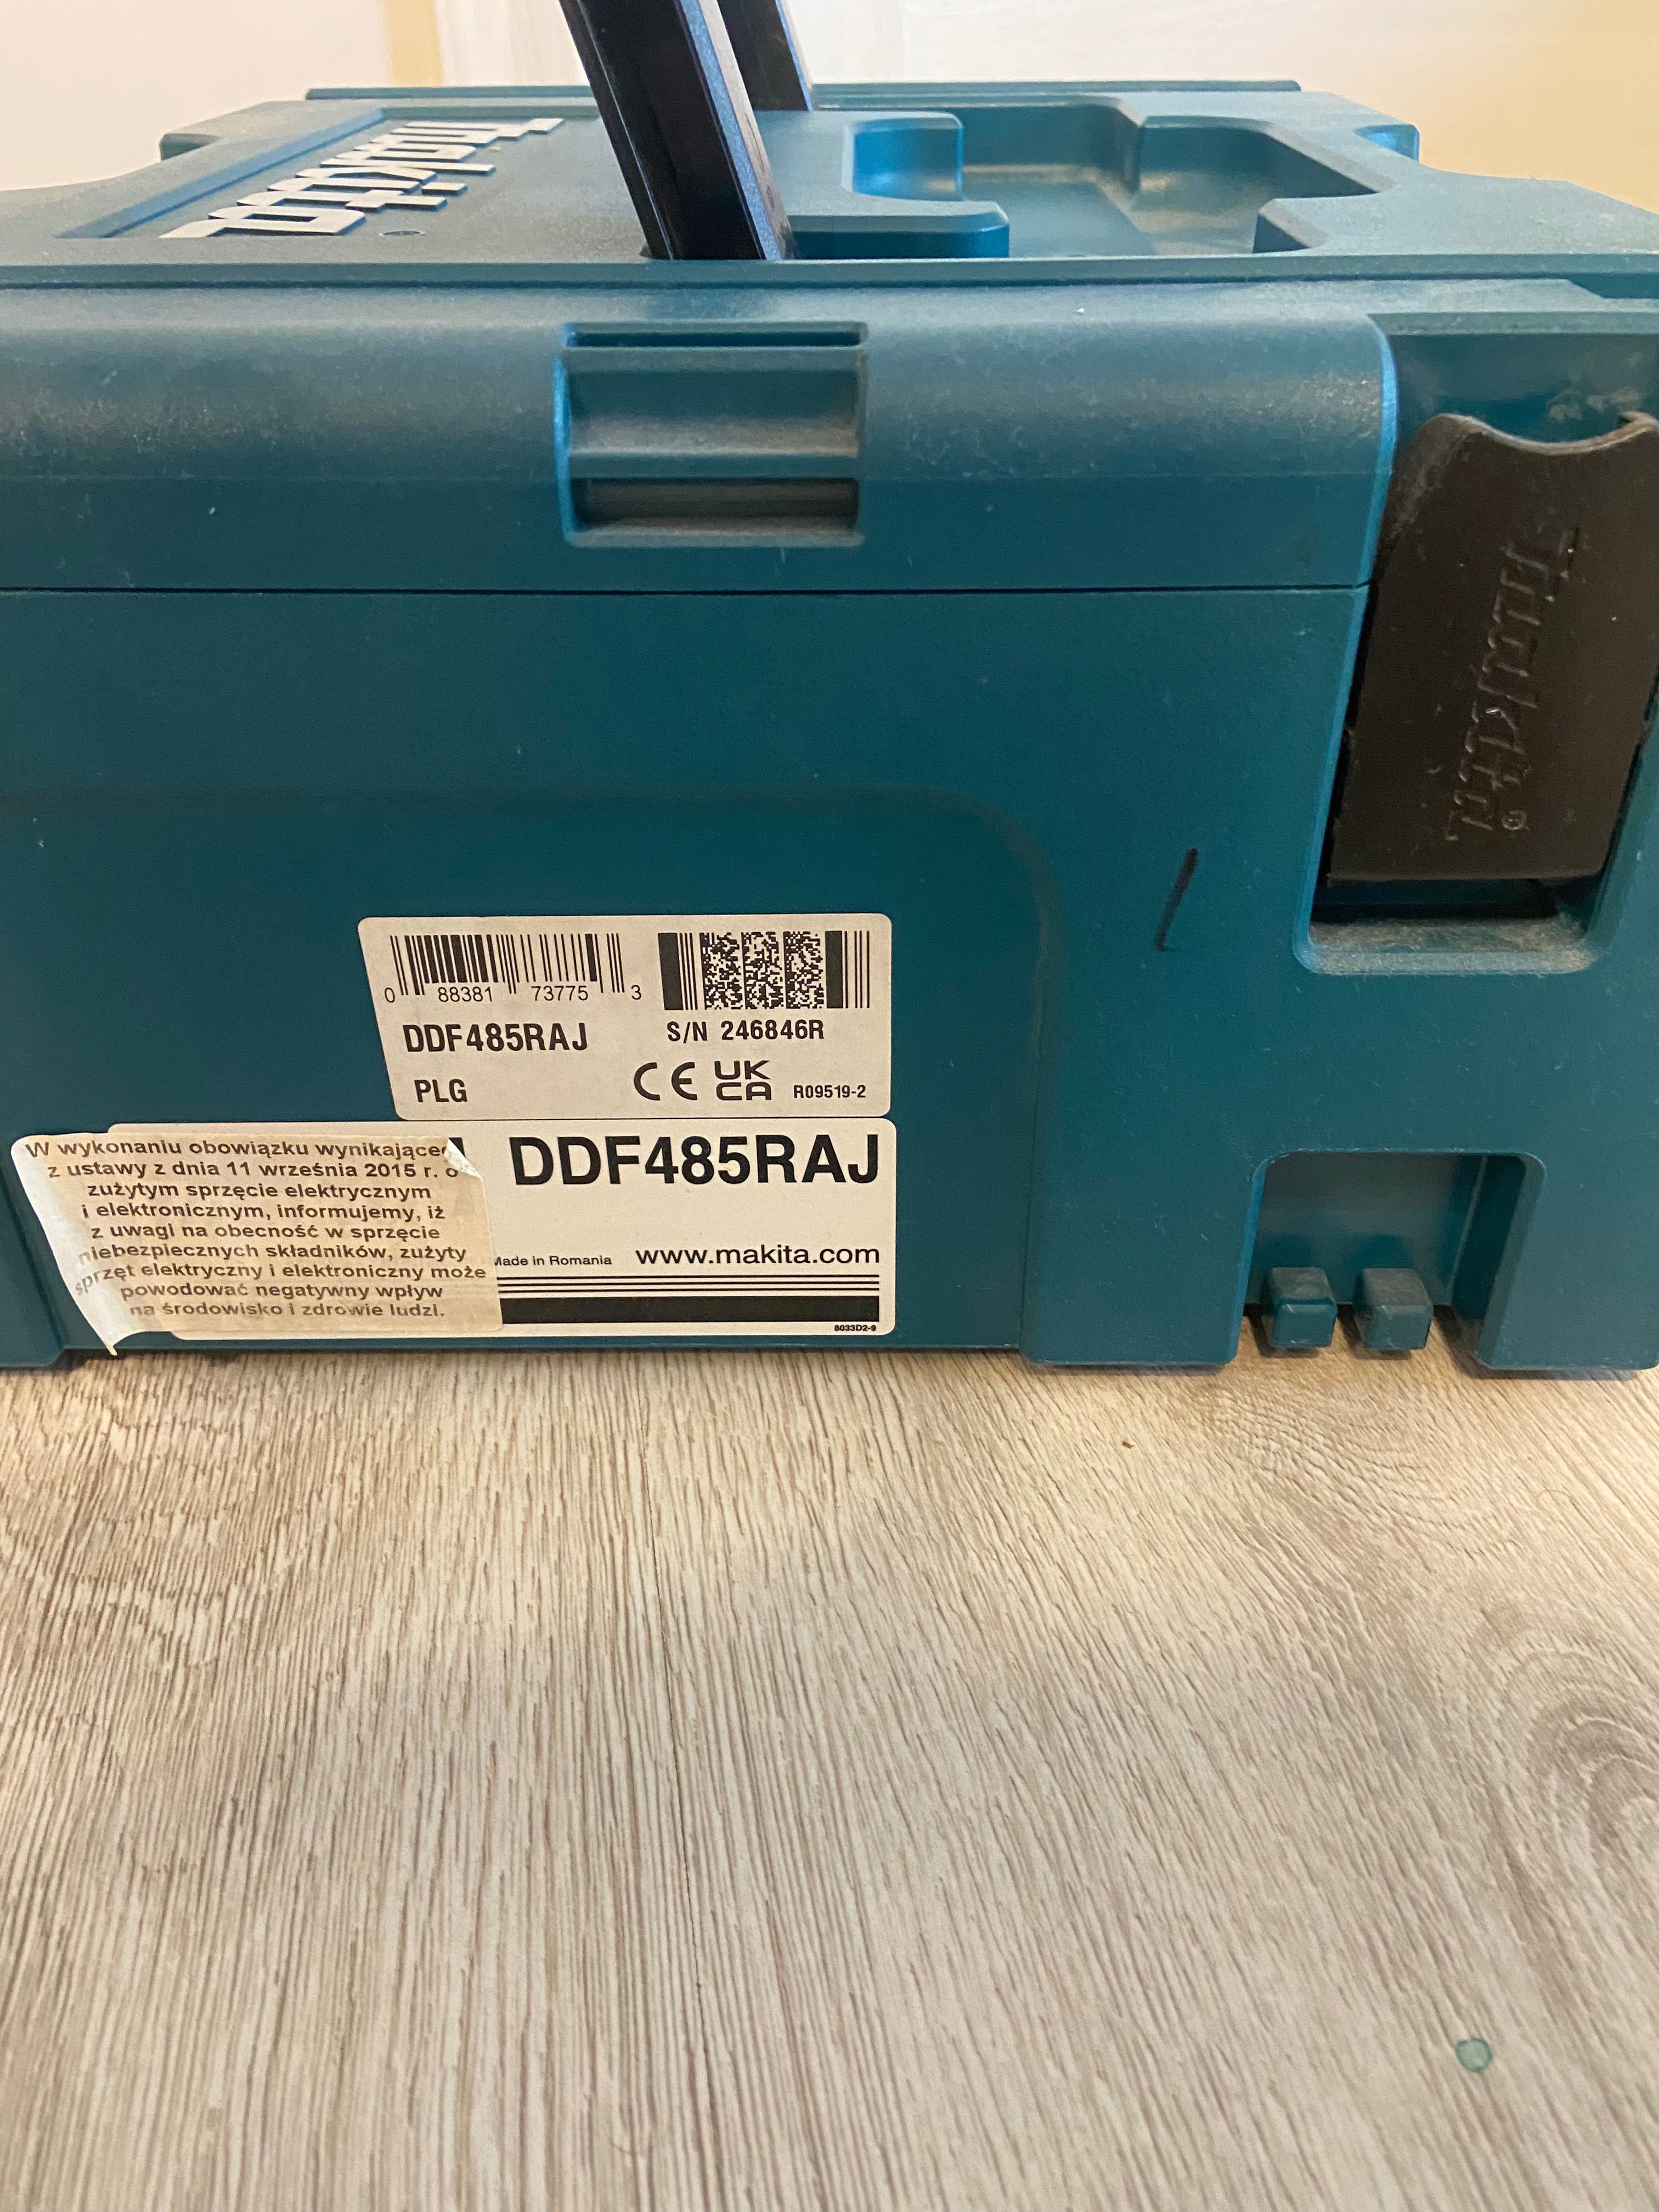 makita
makita®
0 88381 73775 3
DDF485RAJ
S/N 246846R
PLG
CE UK CA
R09519-2
DDF485RAJ
Made in Romania
www.makita.com
8033D2-9
W wykonaniu obowiązku
z ustawy z dnia 11 września 2015 r. o
zużytym sprzęcie elektrycznym
i elektronicznym, informujemy, iż
z uwagi na obecność w sprzęcie
niebezpiecznych składników, zużyty
sprzęt elektryczny i elektroniczny może
powodować negatywny wpływ
na środowisko i zdrowie ludzi.